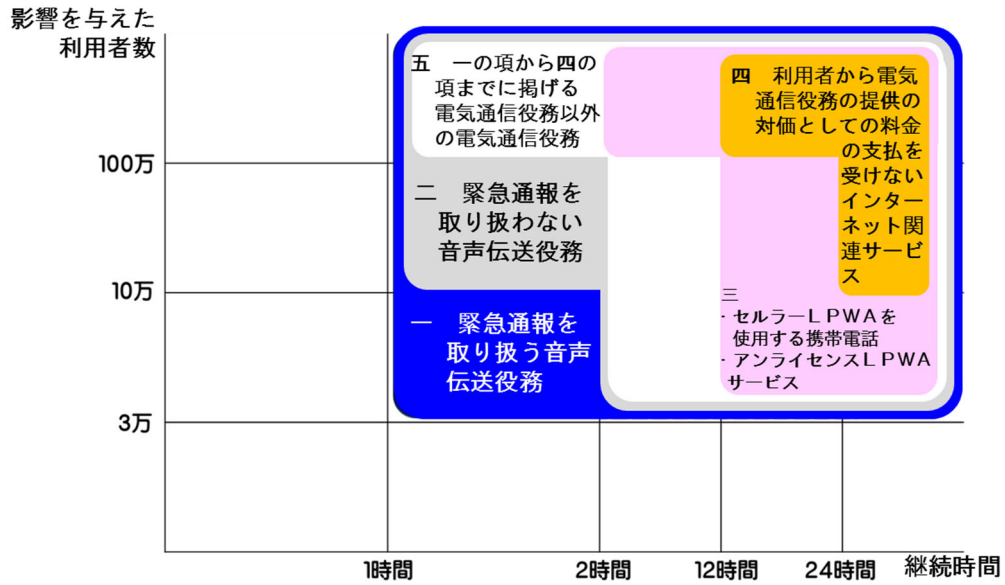 影響を与えた
利用者数
五　一の項から四の
項までに掲げる
電気通信役務以外
の電気通信役務
四　利用者から電気
通信役務の提供の
対価としての料金
の支払を
受けない
インター
ネット関
連サービ
ス
100万
二　緊急通報を
取り扱わない
音声伝送役務
10万
一　緊急通報を
取り扱う音声
伝送役務
三
・セルラーＬＰＷＡを
使用する携帯電話
・アンライセンスＬＰＷＡ
サービス
3万
1時間
2時間
12時間
24時間
継続時間